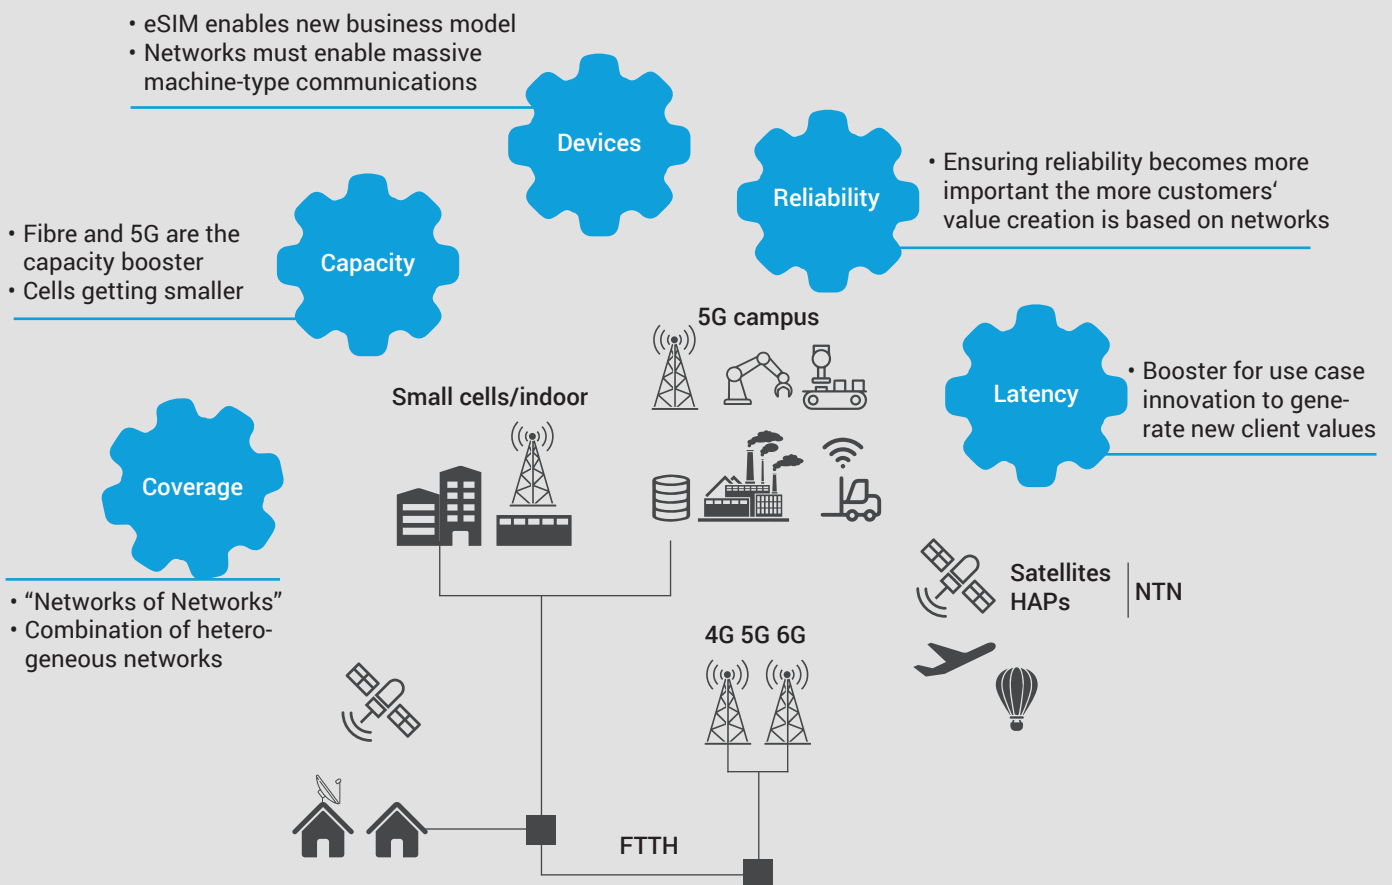 • eSIM enables new business model
• Networks must enable massive
machine-type communications
Devices
Reliability
• Ensuring reliability becomes more
important the more customers‘
value creation is based on networks
• Fibre and 5G are the
capacity booster
• Cells getting smaller
Capacity
5G campus
Small cells/indoor
Latency
• Booster for use case
innovation to gene-
rate new client values
Coverage
• “Networks of Networks”
• Combination of hetero-
geneous networks
Satellites
HAPs
NTN
4G 5G 6G
FTTH